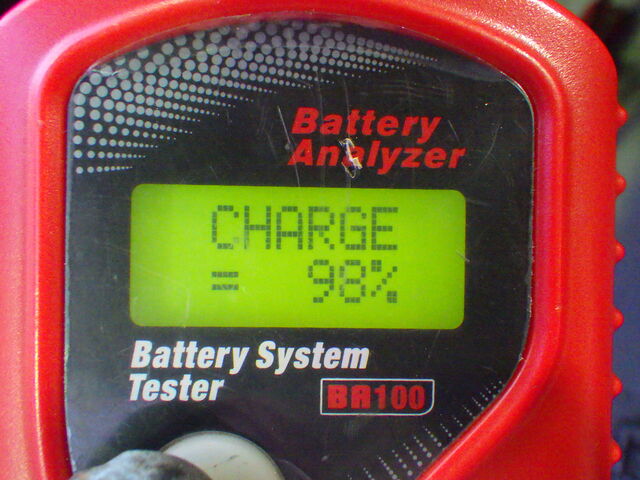 Battery
Analyzer
CHARGE
= 98%
Battery System
Tester
BA100